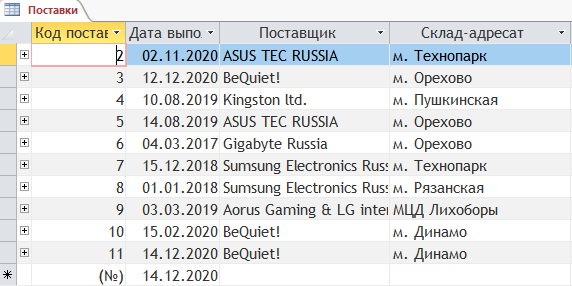 Поставки
Код постав Дата выпо. Поставщик Склад-адресат
2 02.11.2020 ASUS TEC RUSSIA м. Технопарк
3 12.12.2020 BeQuiet! м. Орехово
4 10.08.2019 Kingston ltd. м. Пушкинская
5 14.08.2019 ASUS TEC RUSSIA м. Орехово
6 04.03.2017 Gigabyte Russia м. Орехово
7 15.12.2018 Sumsung Electronics Russ м. Технопарк
8 01.01.2018 Sumsung Electronics Russ м. Рязанская
9 03.03.2019 Aorus Gaming & LG inter МЦД Лихоборы
10 15.02.2020 BeQuiet! м. Динамо
11 14.12.2020 BeQuiet! м. Динамо
(№) 14.12.2020